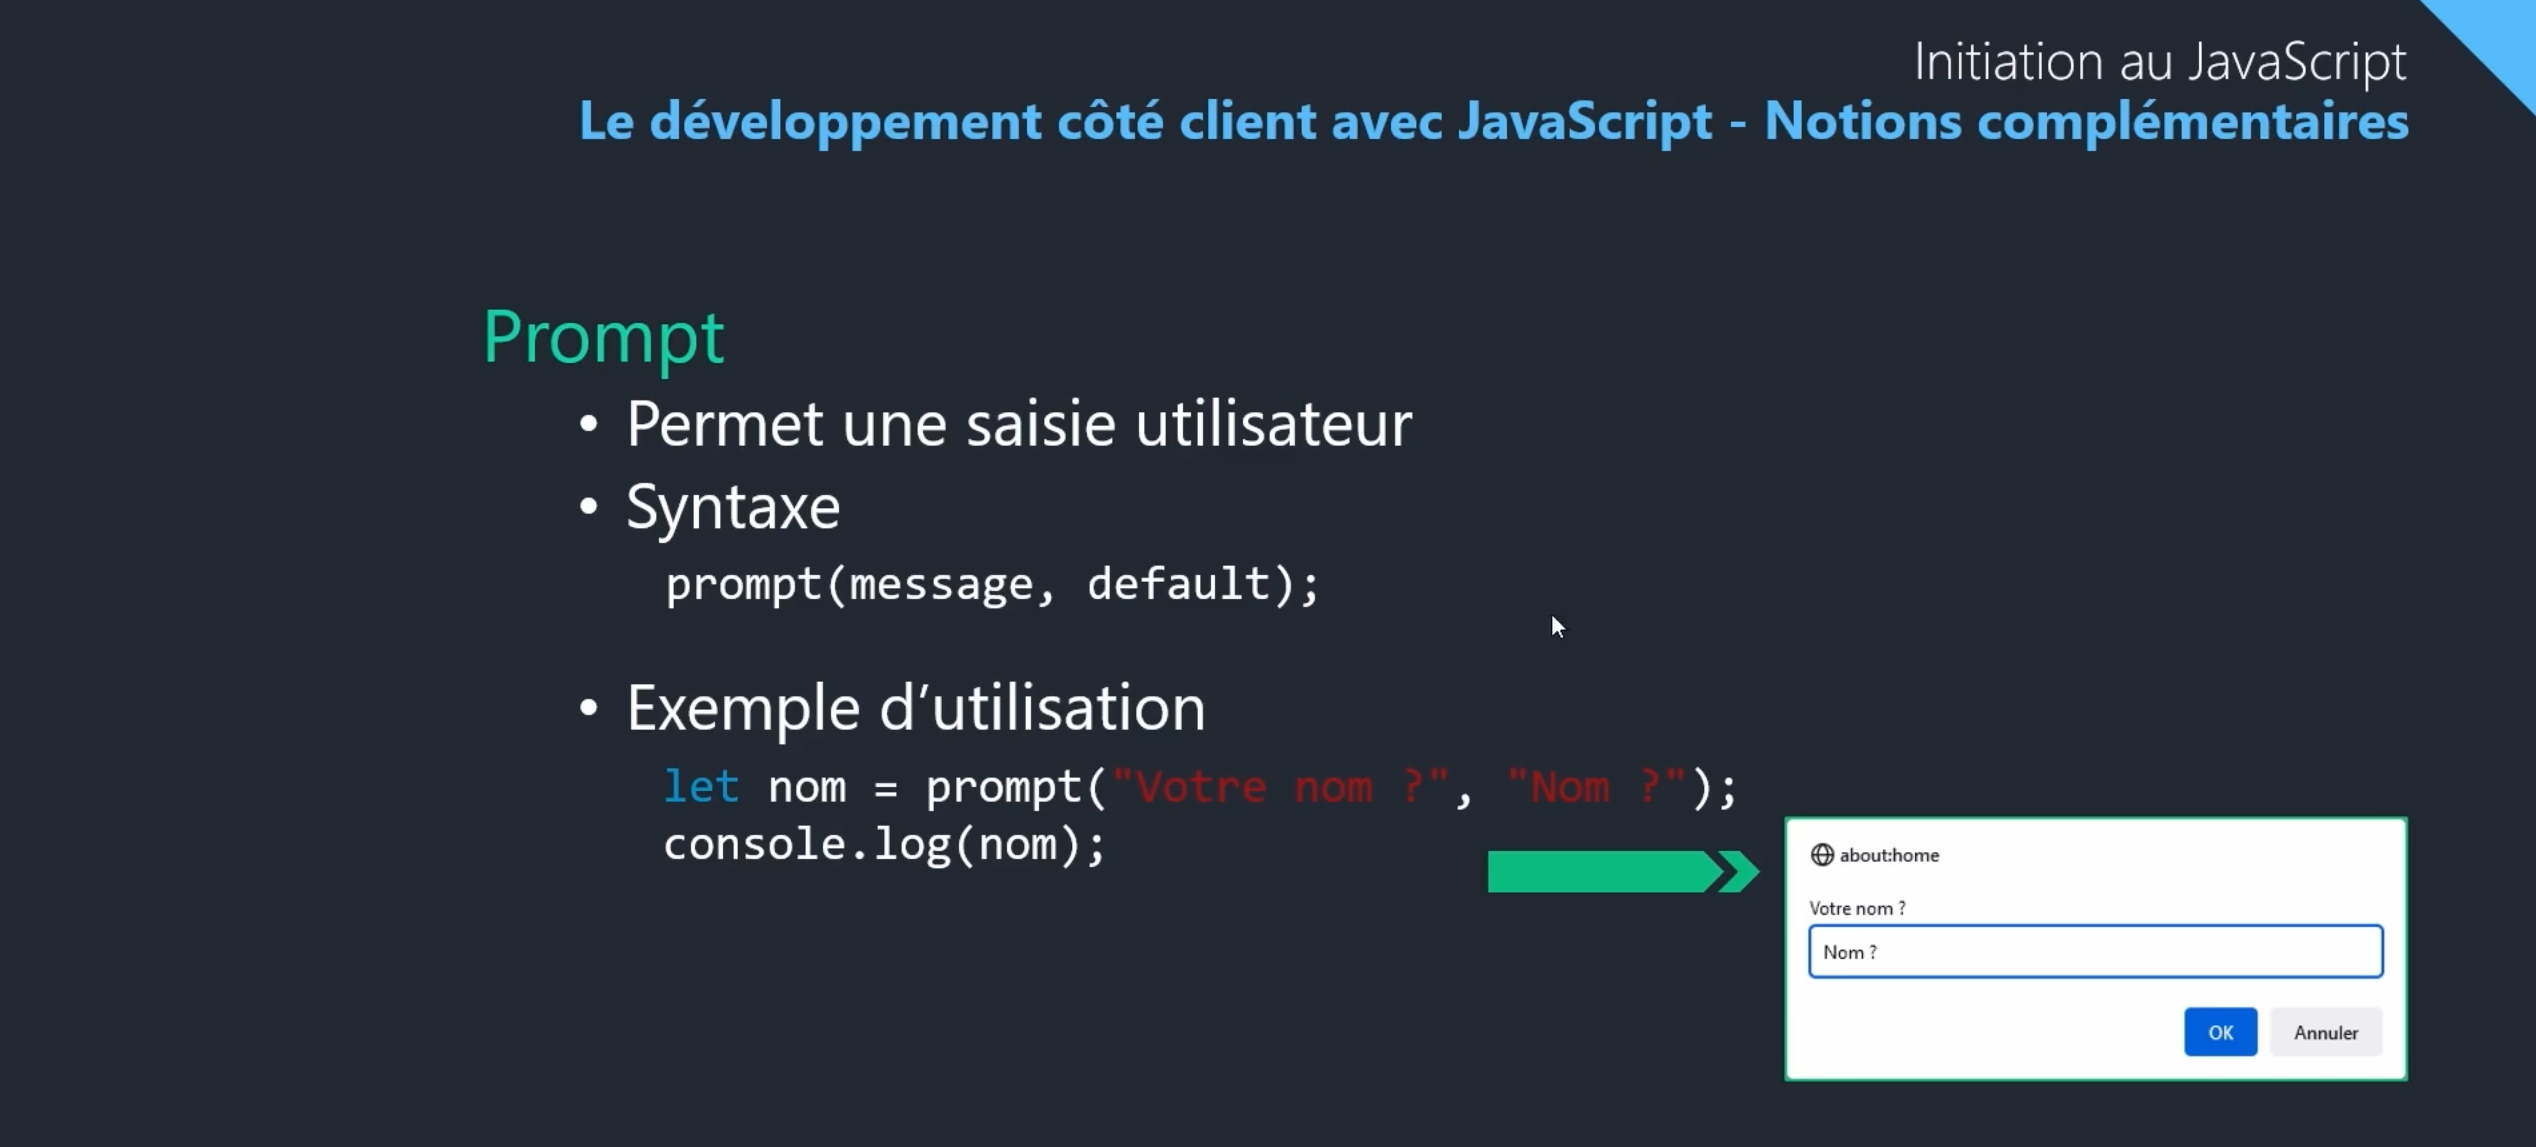 Initiation au JavaScript
Le développement côté client avec JavaScript - Notions complémentaires
Prompt
• Permet une saisie utilisateur
• Syntaxe
prompt(message, default);
• Exemple d’utilisation
let nom = prompt("Votre nom ?", "Nom ?");
console.log(nom);
about:home
Votre nom ?
Nom ?
OK Annuler